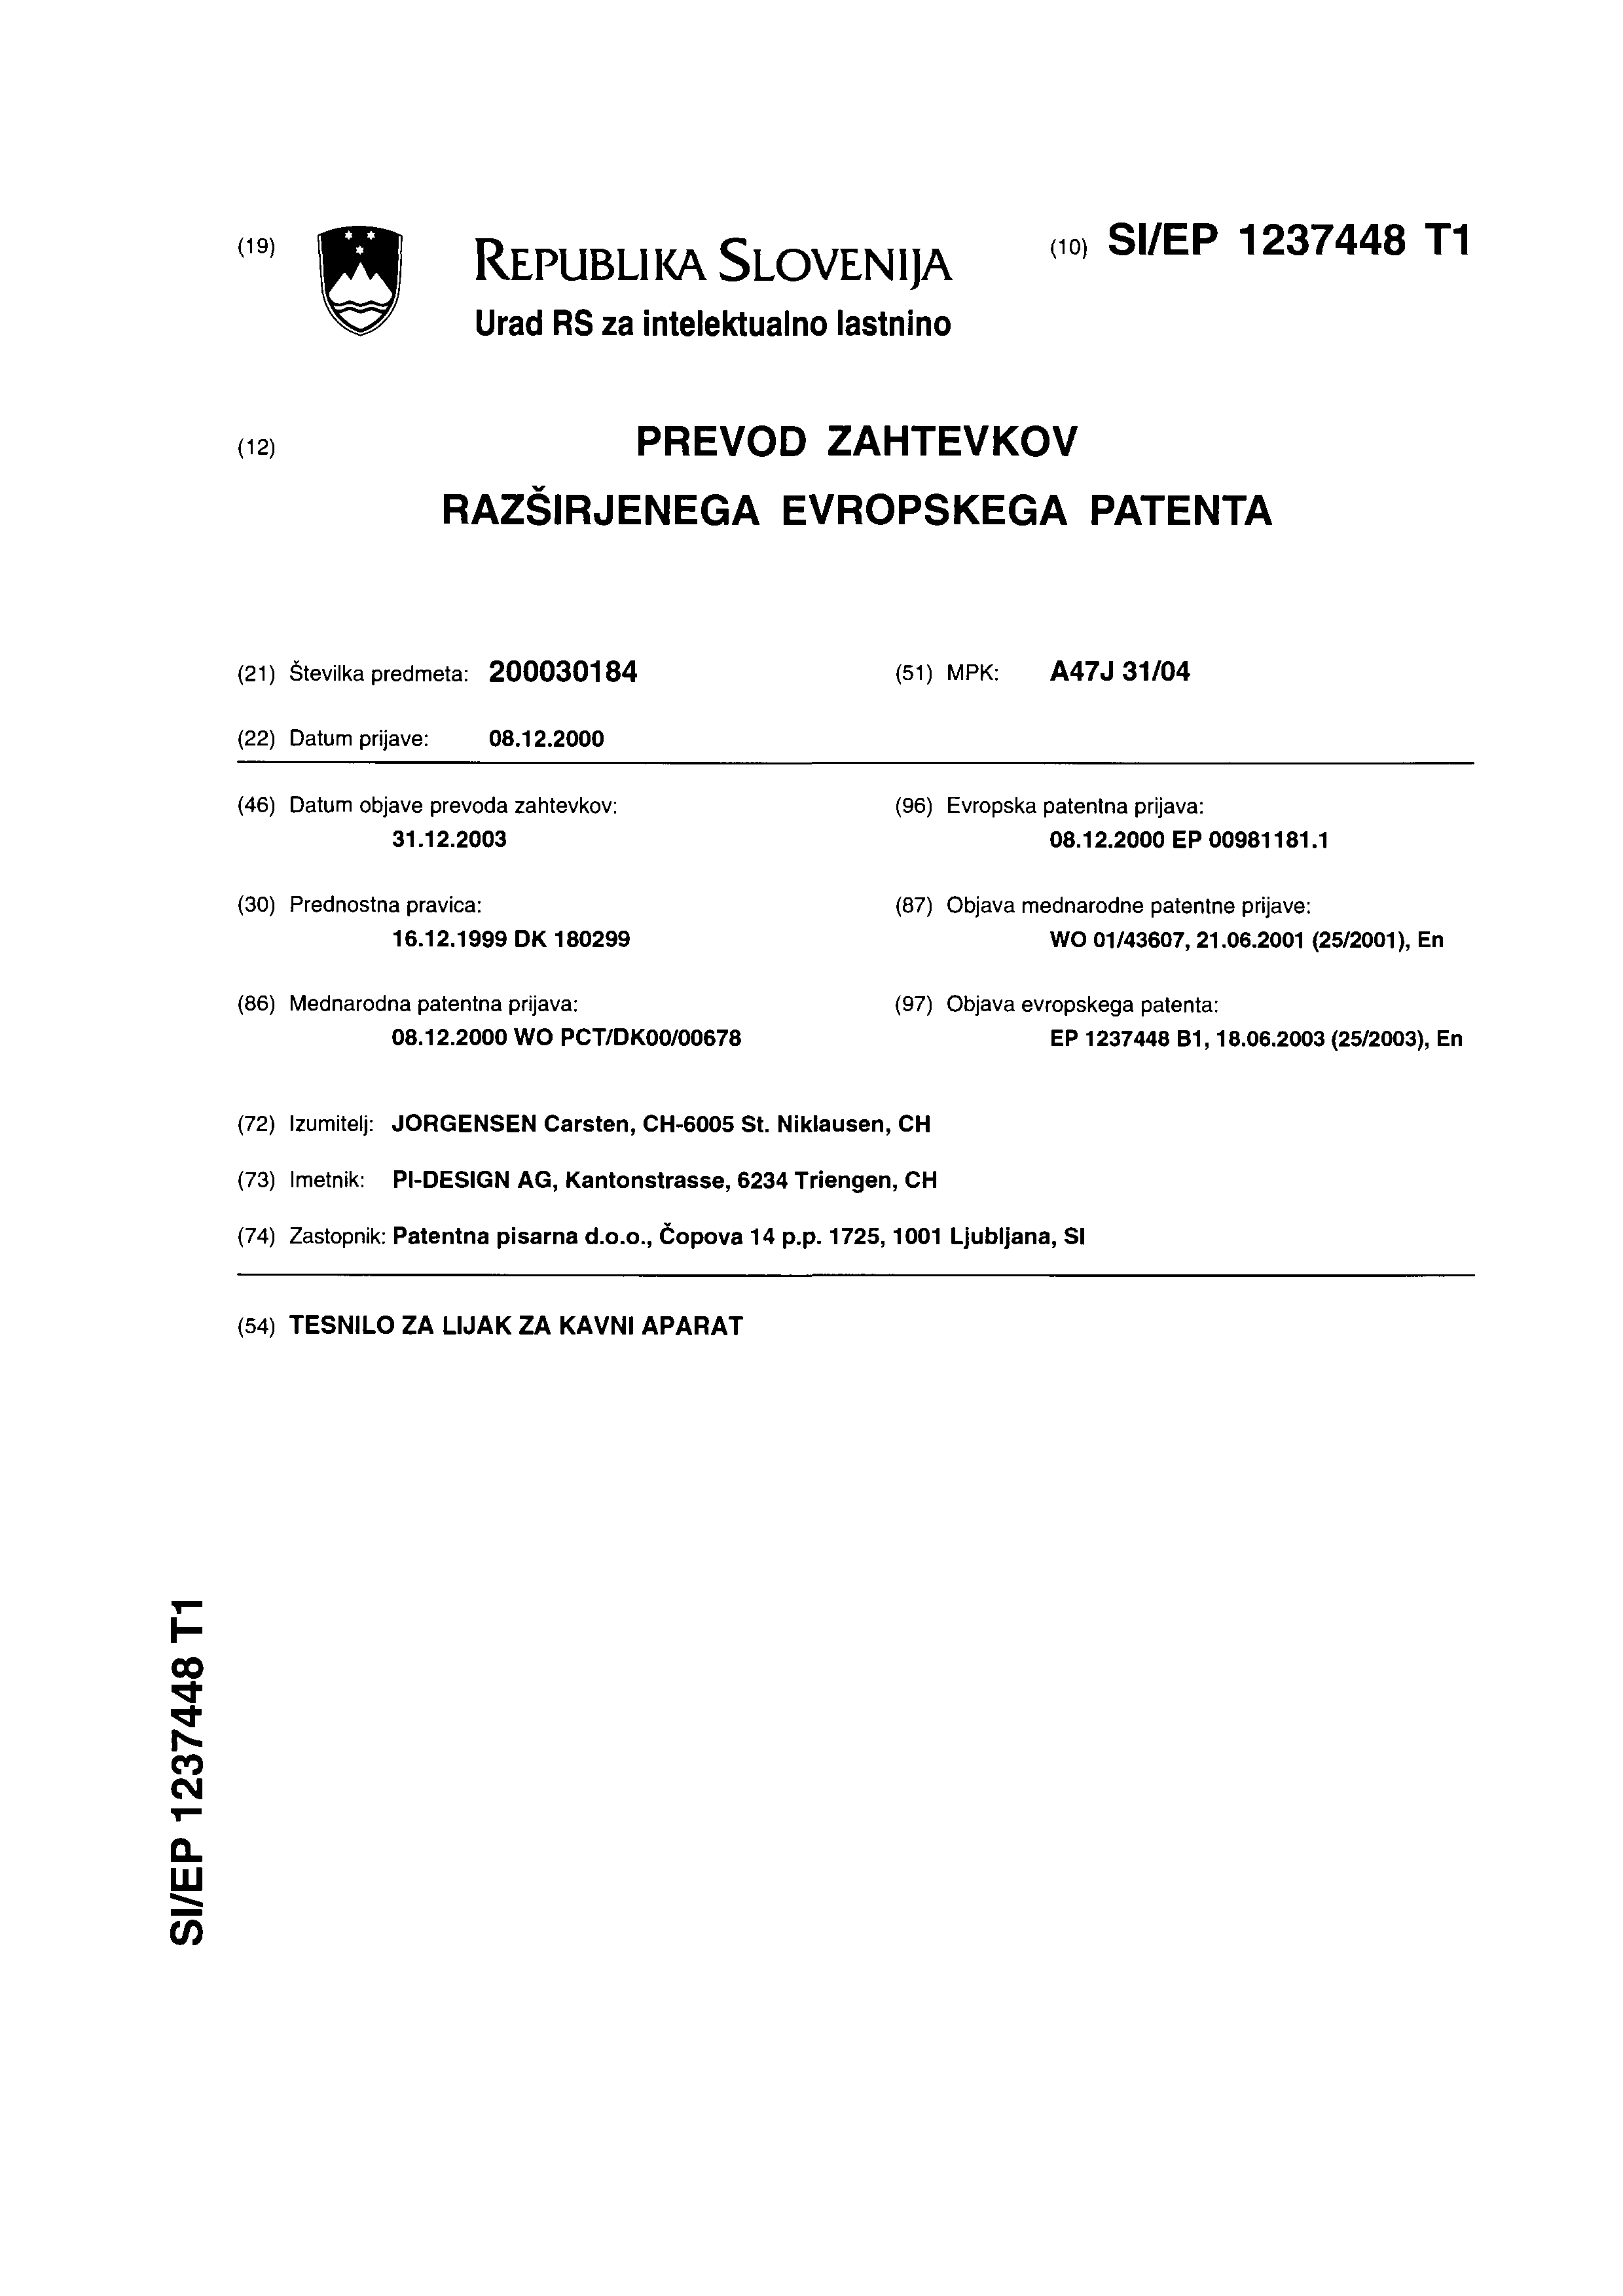 (19)
REPUBLIKA SLOVENIJA
Urad RS za intelektualno lastnino
(10) SI/EP 1237448 T1
(12)
PREVOD ZAHTEVKOV
RAZŠIRJENEGA EVROPSKEGA PATENTA
(21) Številka predmeta: 200030184
(51) MPK: A47J 31/04
(22) Datum prijave: 08.12.2000
(46) Datum objave prevoda zahtevkov:
31.12.2003
(96) Evropska patentna prijava:
08.12.2000 EP 00981181.1
(30) Prednostna pravica:
16.12.1999 DK 180299
(87) Objava mednarodne patentne prijave:
WO 01/43607, 21.06.2001 (25/2001), En
(86) Mednarodna patentna prijava:
08.12.2000 WO PCT/DK00/00678
(97) Objava evropskega patenta:
EP 1237448 B1, 18.06.2003 (25/2003), En
(72) Izumitelj: JORGENSEN Carsten, CH-6005 St. Niklausen, CH
(73) Imetnik: PI-DESIGN AG, Kantonstrasse, 6234 Triengen, CH
(74) Zastopnik: Patentna pisarna d.o.o., Čopova 14 p.p. 1725, 1001 Ljubljana, SI
(54) TESNILO ZA LIJAK ZA KAVNI APARAT
SI/EP 1237448 T1